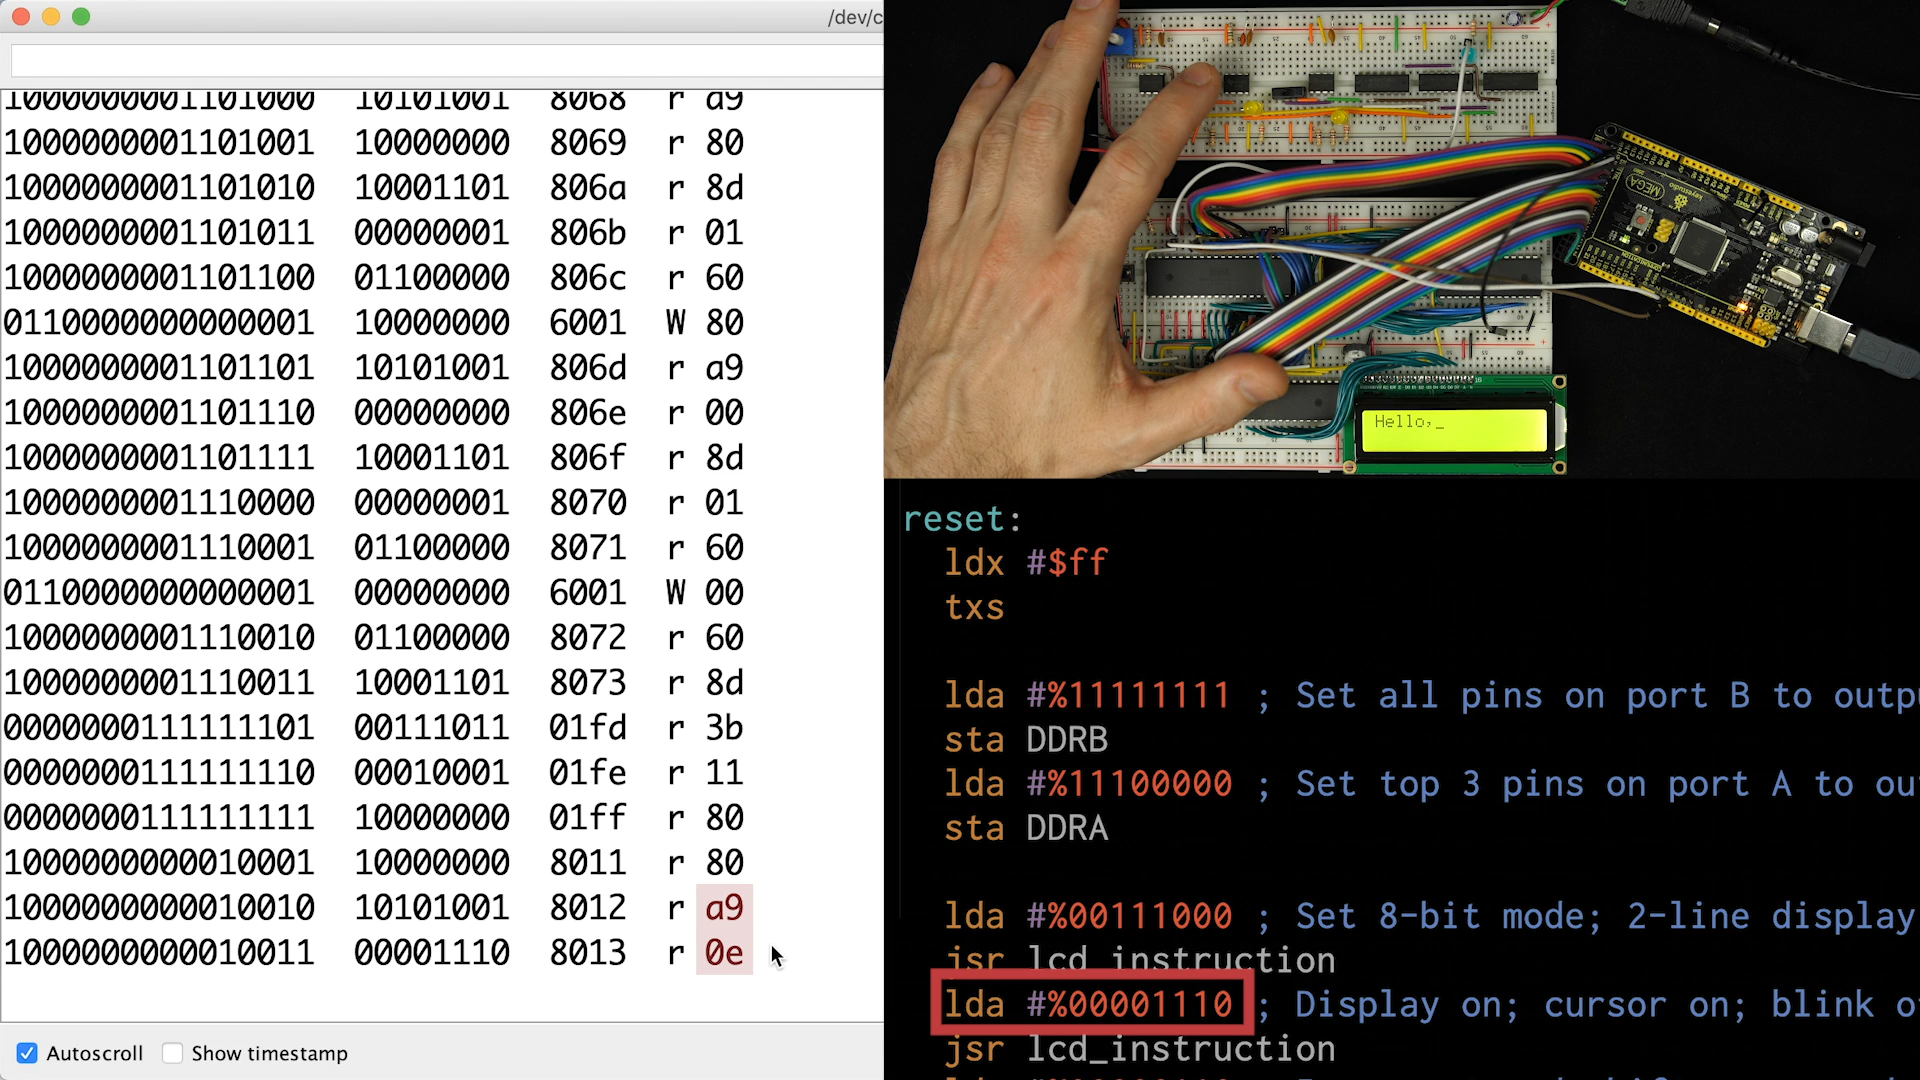 /dev/c
1000000001101000 10101001 8068 r a9
1000000001101001 10000000 8069 r 80
1000000001101010 10001101 806a r 8d
1000000001101011 00000001 806b r 01
1000000001101100 01100000 806c r 60
0110000000000001 10000000 6001 W 80
1000000001101101 10101001 806d r a9
1000000001101110 00000000 806e r 00
1000000001101111 10001101 806f r 8d
1000000001110000 00000001 8070 r 01
1000000001110001 01100000 8071 r 60
0110000000000001 00000000 6001 W 00
1000000001110010 01100000 8072 r 60
1000000001110011 10001101 8073 r 8d
0000000111111101 00111011 01fd r 3b
0000000111111110 00010001 01fe r 11
0000000111111111 10000000 01ff r 80
1000000000010001 10000000 8011 r 80
1000000000010010 10101001 8012 r a9
1000000000010011 00001110 8013 r 0e
Autoscroll Show timestamp
MEGA
Hello,_
reset:
ldx #$ff
txs
lda #%11111111 ; Set all pins on port B to outp
sta DDRB
lda #%11100000 ; Set top 3 pins on port A to ou
sta DDRA
lda #%00111000 ; Set 8-bit mode; 2-line display
jsr lcd_instruction
lda #%00001110 ; Display on; cursor on; blink o
jsr lcd_instruction